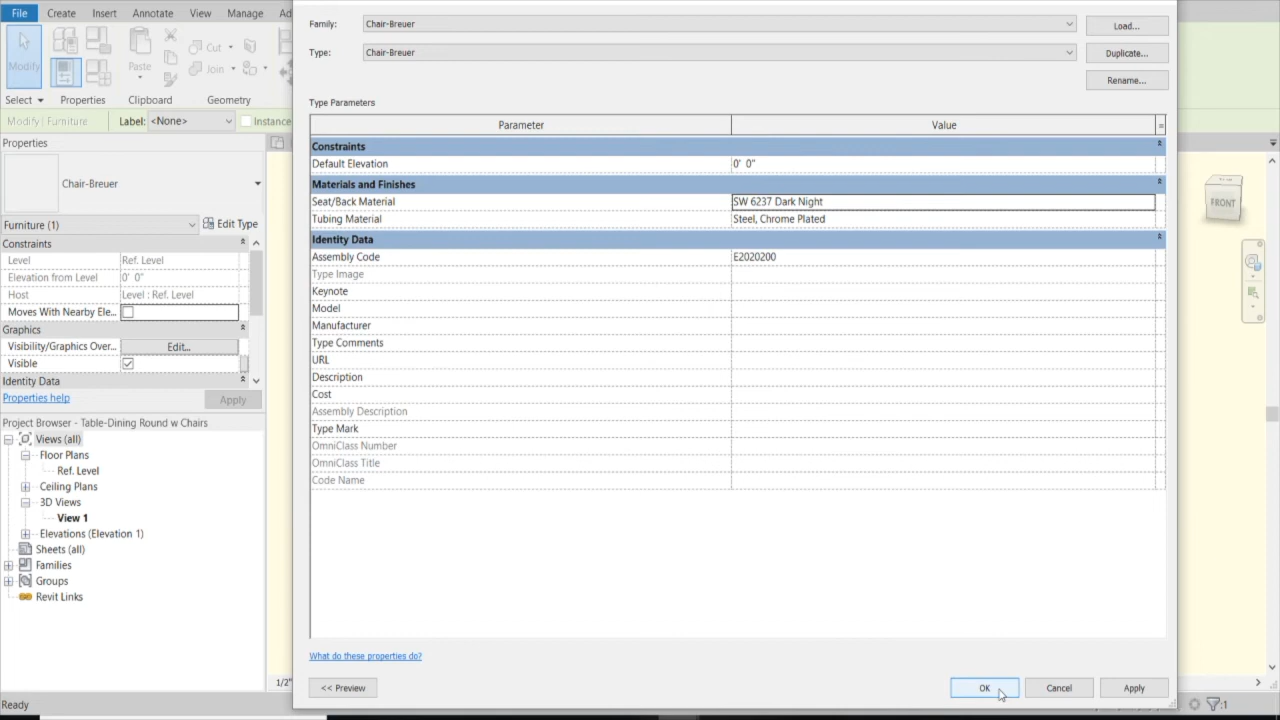 File Create Insert Annotate View Manage Ad
Modify
Paste
Cut
Join
Select Properties Clipboard Geometry
Modify | Furniture Label: <None> Instance
Properties
Chair-Breuer
Furniture (1) Edit Type
Constraints
Level Ref. Level
Elevation from Level 0' 0"
Host Level : Ref. Level
Moves With Nearby Ele...
Graphics
Visibility/Graphics Over... Edit...
Visible
Identity Data
Properties help Apply
Project Browser - Table-Dining Round w Chairs
Views (all)
Floor Plans
Ref. Level
Ceiling Plans
3D Views
View 1
Elevations (Elevation 1)
Sheets (all)
Families
Groups
Revit Links
Ready
1/2"
Family: Chair-Breuer Load...
Type: Chair-Breuer Duplicate...
Rename...
Type Parameters
Parameter Value =
Constraints
Default Elevation 0' 0"
Materials and Finishes
Seat/Back Material SW 6237 Dark Night
Tubing Material Steel, Chrome Plated
Identity Data
Assembly Code E2020200
Type Image
Keynote
Model
Manufacturer
Type Comments
URL
Description
Cost
Assembly Description
Type Mark
OmniClass Number
OmniClass Title
Code Name
What do these properties do?
<< Preview OK Cancel Apply
FRONT
:1